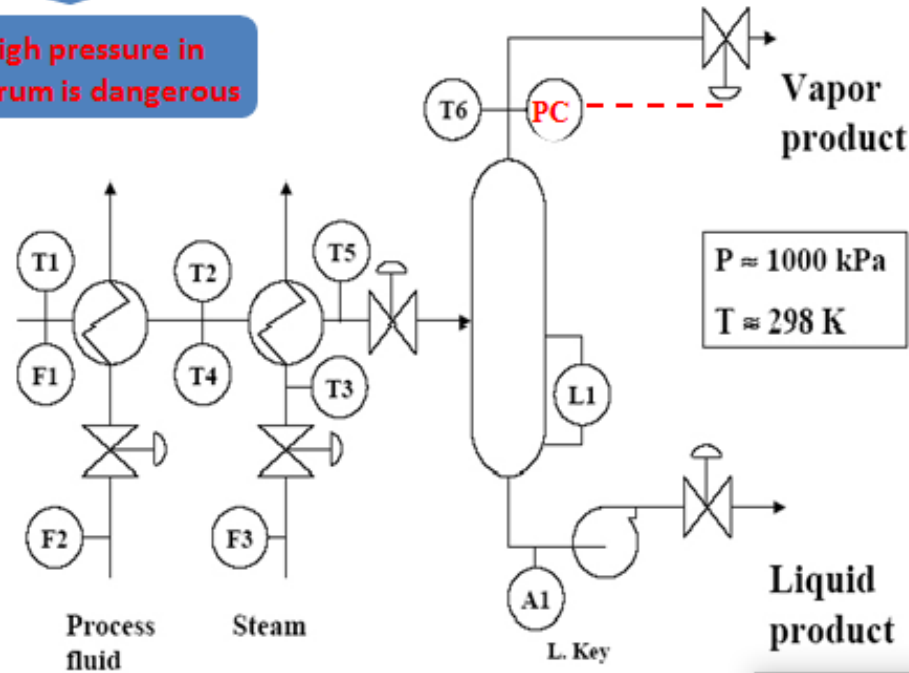 igh pressure in
rum is dangerous
T6
PC
Vapor
product
T1
T2
T5
P ≈ 1000 kPa
T ≈ 298 K
F1
T4
T3
L1
F2
F3
A1
Process
fluid
Steam
L. Key
Liquid
product